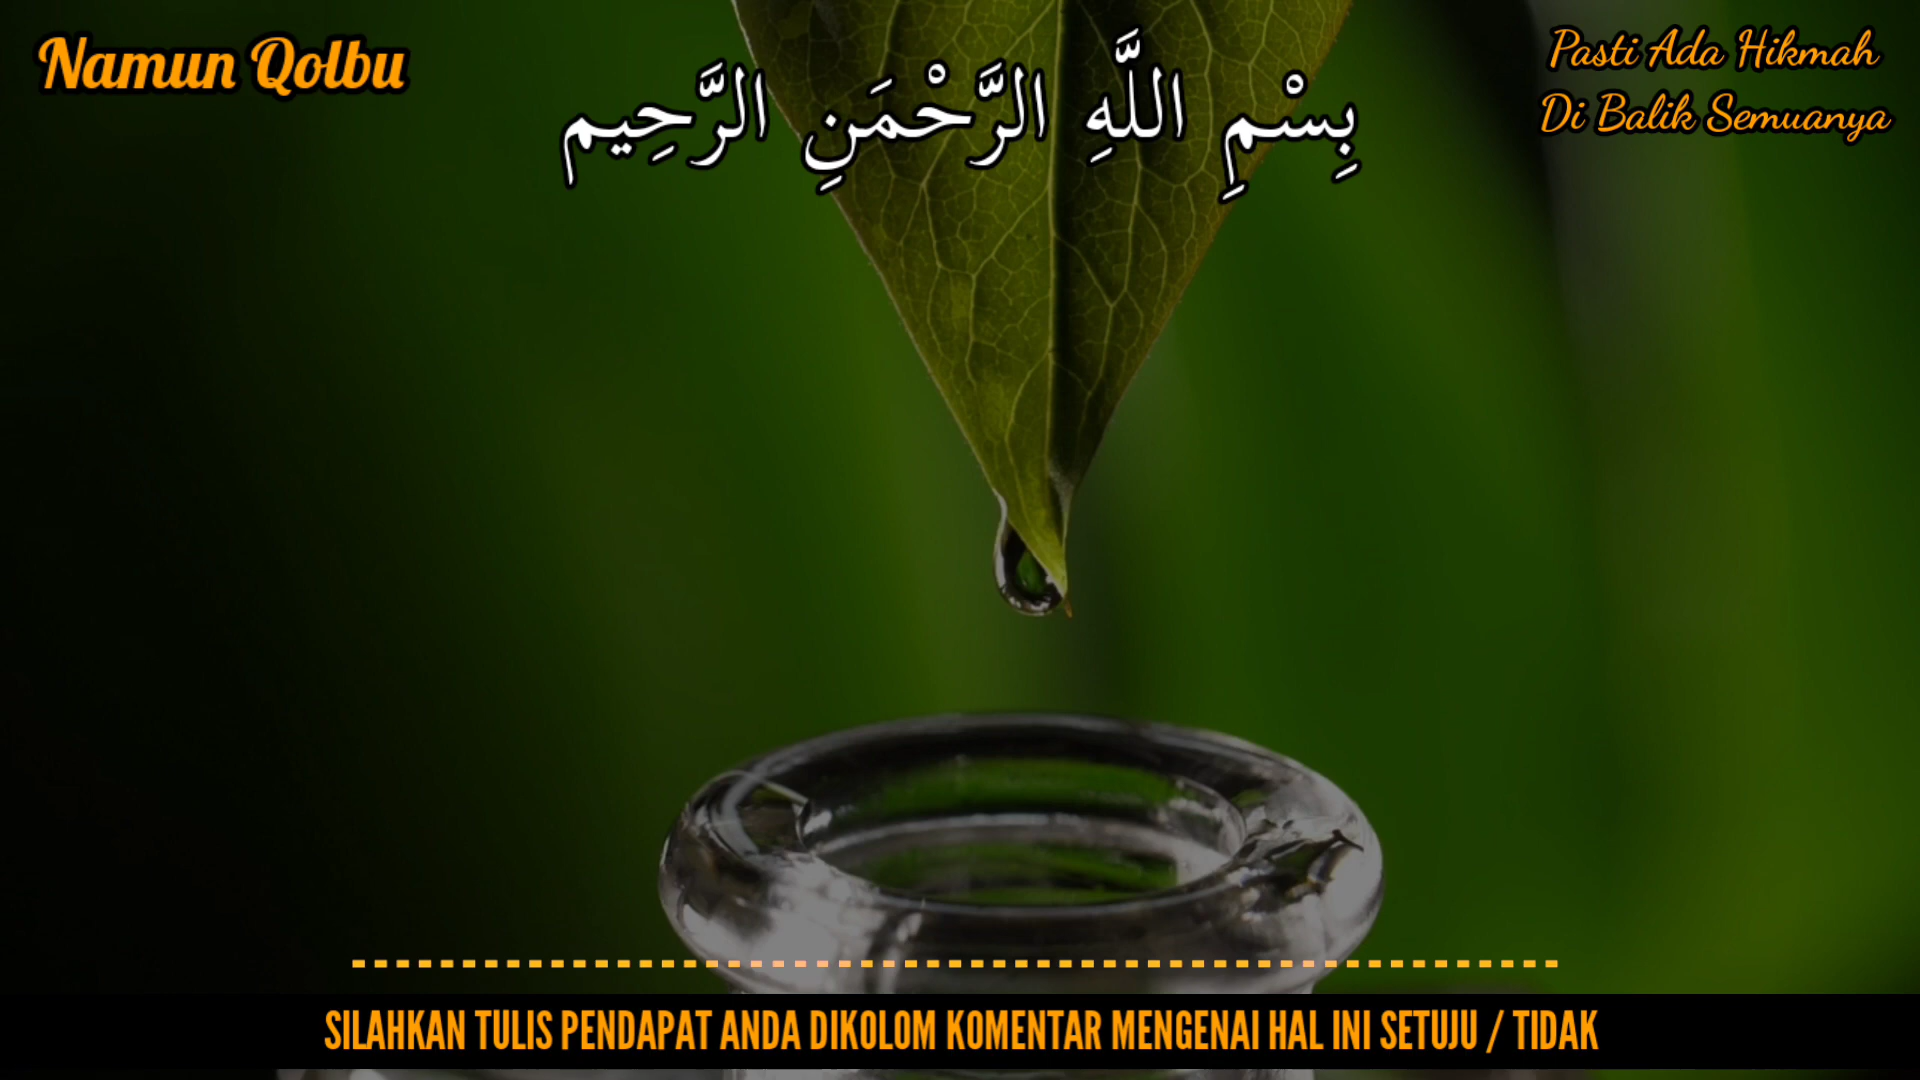 Namun Qolbu
بِسْمِ اللَّهِ الرَّحْمَنِ الرَّحِيم
Pasti Ada Hikmah
Di Balik Semuanya
SILAHKAN TULIS PENDAPAT ANDA DIKOLOM KOMENTAR MENGENAI HAL INI SETUJU / TIDAK